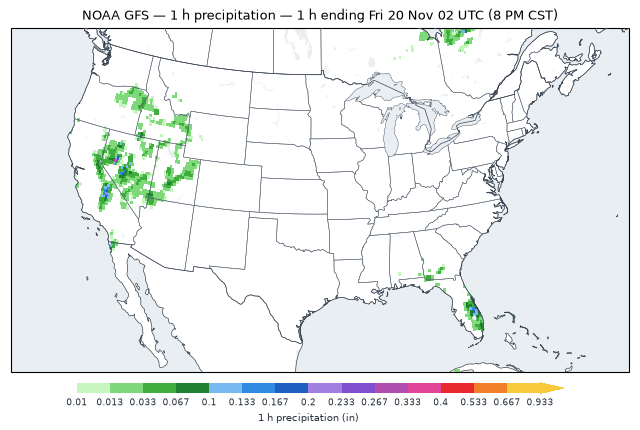 NOAA GFS — 1 h precipitation — 1 h ending Fri 20 Nov 02 UTC (8 PM CST)
0.01 0.013 0.033 0.067 0.1 0.133 0.167 0.2 0.233 0.267 0.333 0.4 0.533 0.667 0.933
1 h precipitation (in)